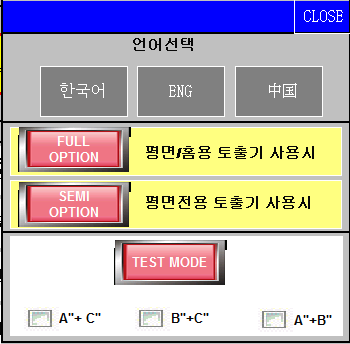 CLOSE
언어선택
한국어 ENG 中国
FULL
OPTION
평면/홈용 토출기 사용시
SEMI
OPTION
평면전용 토출기 사용시
TEST MODE
A"+ C" B"+C" A"+B"